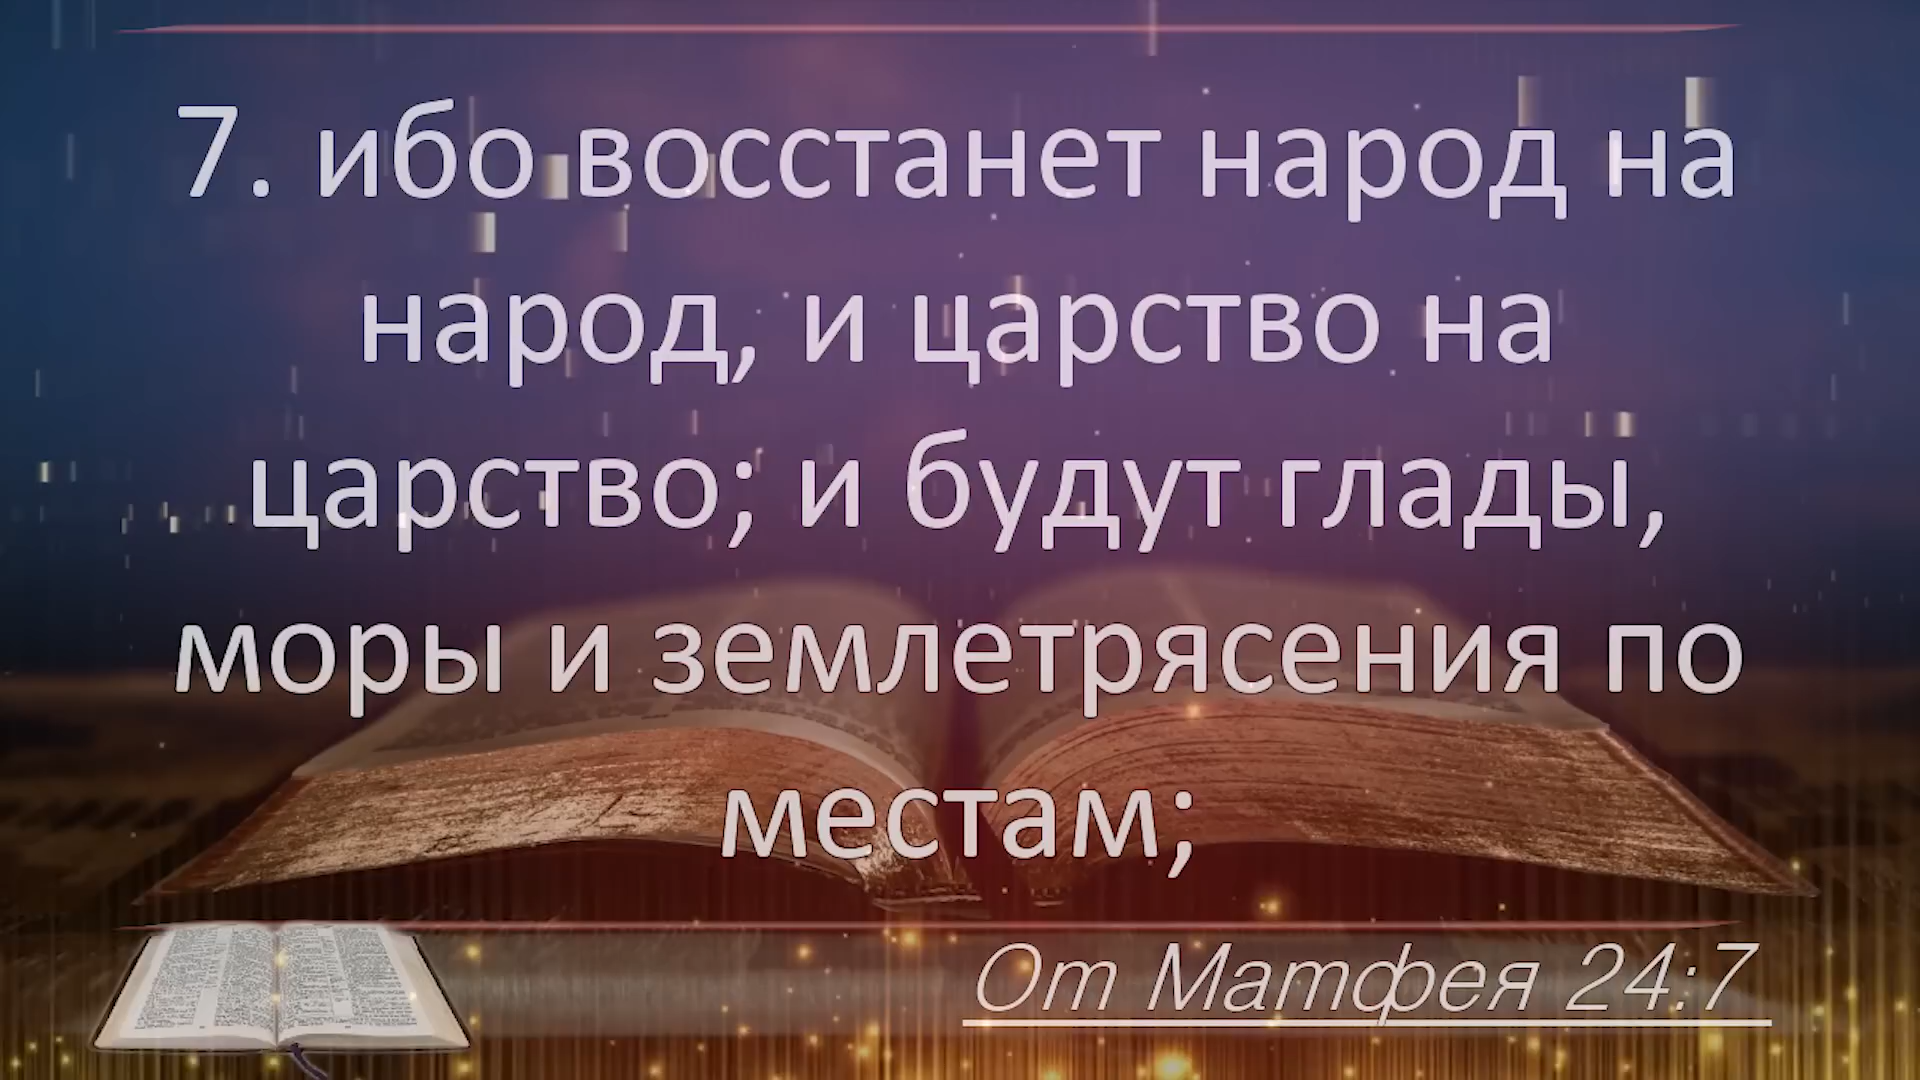 7. ибо восстанет народ на
народ, и царство на
царство; и будут глады,
моры и землетрясения по
местам;
От Матфея 24:7